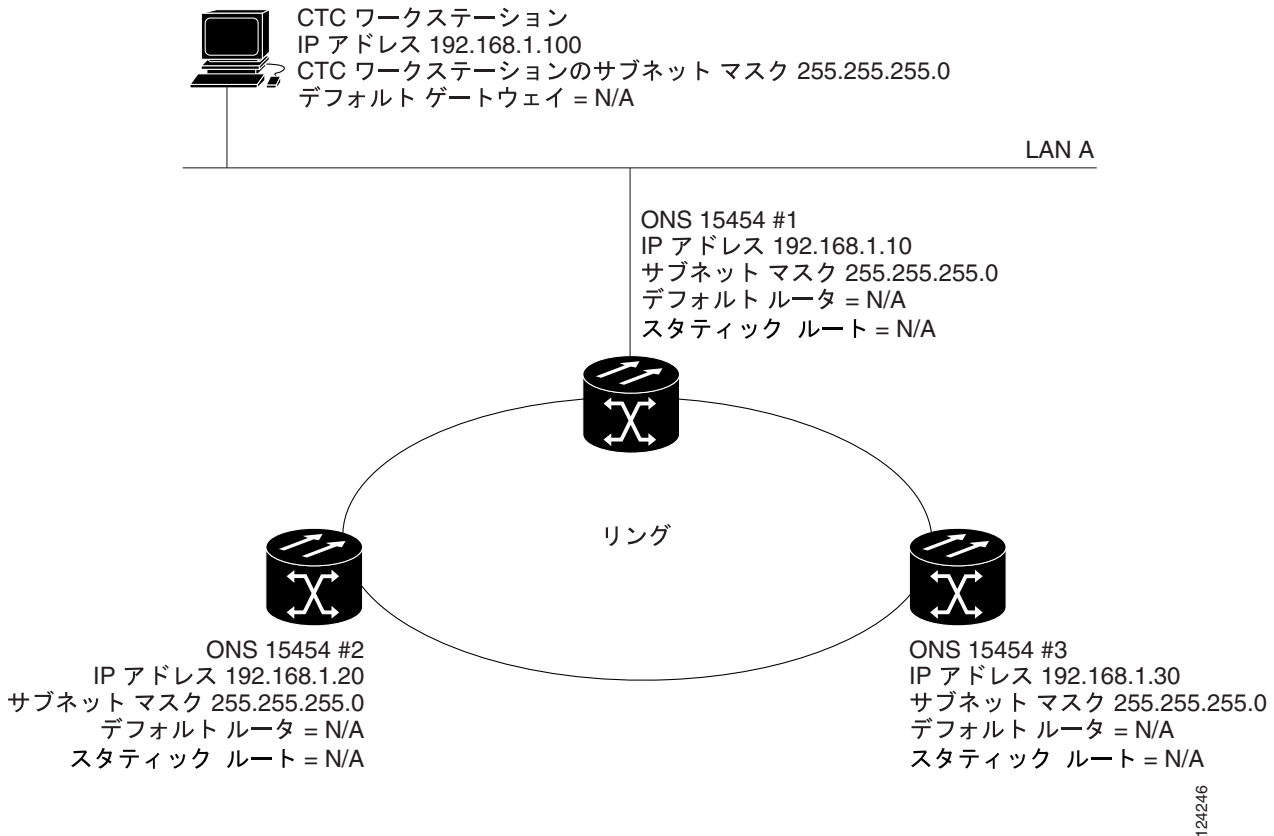 CTC ワークステーション
IP アドレス 192.168.1.100
CTC ワークステーションのサブネット マスク 255.255.255.0
デフォルト ゲートウェイ = N/A
LAN A
ONS 15454 #1
IP アドレス 192.168.1.10
サブネット マスク 255.255.255.0
デフォルト ルータ = N/A
スタティック ルート = N/A
リング
ONS 15454 #2
IP アドレス 192.168.1.20
サブネット マスク 255.255.255.0
デフォルト ルータ = N/A
スタティック ルート = N/A
ONS 15454 #3
IP アドレス 192.168.1.30
サブネット マスク 255.255.255.0
デフォルト ルータ = N/A
スタティック ルート = N/A
124246